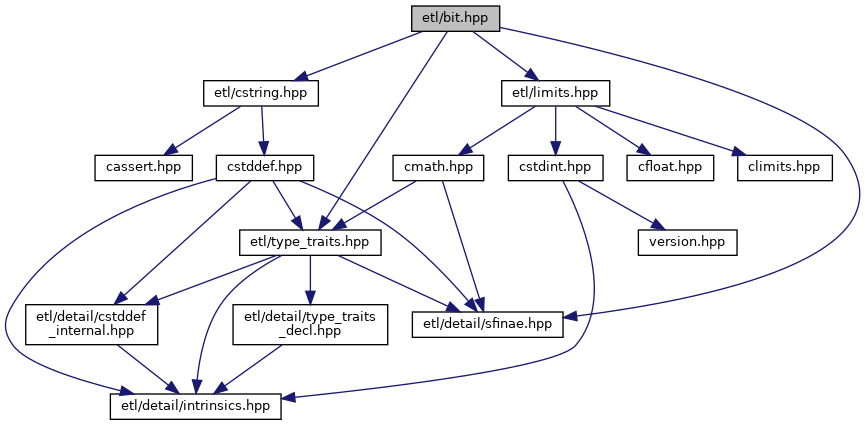 etl/bit.hpp
etl/cstring.hpp
etl/limits.hpp
cassert.hpp
cstddef.hpp
cmath.hpp
cstdint.hpp
cfloat.hpp
climits.hpp
etl/type_traits.hpp
version.hpp
etl/detail/cstddef
_internal.hpp
etl/detail/type_traits
_decl.hpp
etl/detail/sfinae.hpp
etl/detail/intrinsics.hpp